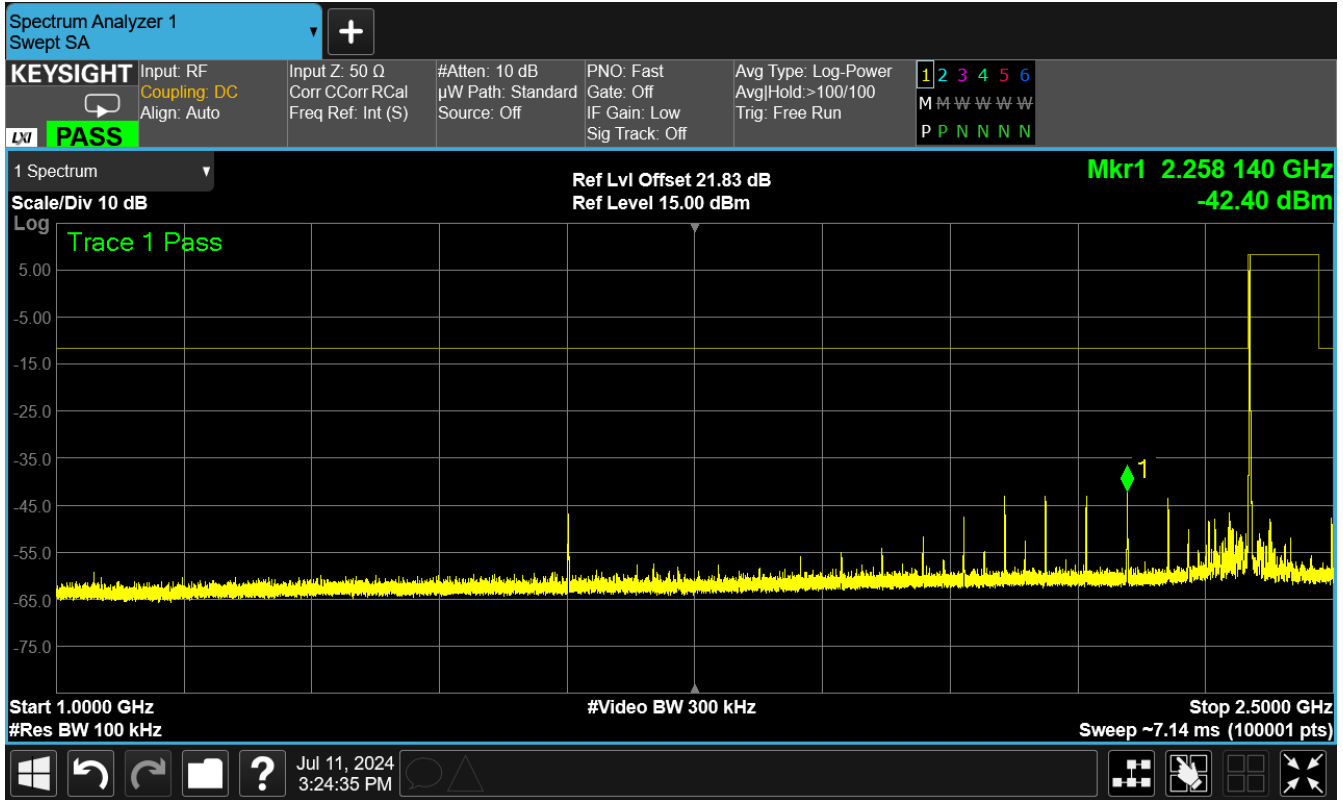 Spectrum Analyzer 1
Swept SA
KEYSIGHT
LXI
PASS
Input: RF
Coupling: DC
Align: Auto
Input Z: 50 Ω
Corr CCorr RCal
Freq Ref: Int (S)
#Atten: 10 dB
µW Path: Standard
Source: Off
PNO: Fast
Gate: Off
IF Gain: Low
Sig Track: Off
Avg Type: Log-Power
Avg|Hold:>100/100
Trig: Free Run
1 2 3 4 5 6
M M W W W W
P P N N N N
1 Spectrum
Scale/Div 10 dB
Ref Lvl Offset 21.83 dB
Ref Level 15.00 dBm
Mkr1 2.258 140 GHz
-42.40 dBm
Log
Trace 1 Pass
5.00
-5.00
-15.0
-25.0
-35.0
-45.0
-55.0
-65.0
-75.0
1
Start 1.0000 GHz
#Res BW 100 kHz
#Video BW 300 kHz
Stop 2.5000 GHz
Sweep ~7.14 ms (100001 pts)
?
Jul 11, 2024
3:24:35 PM